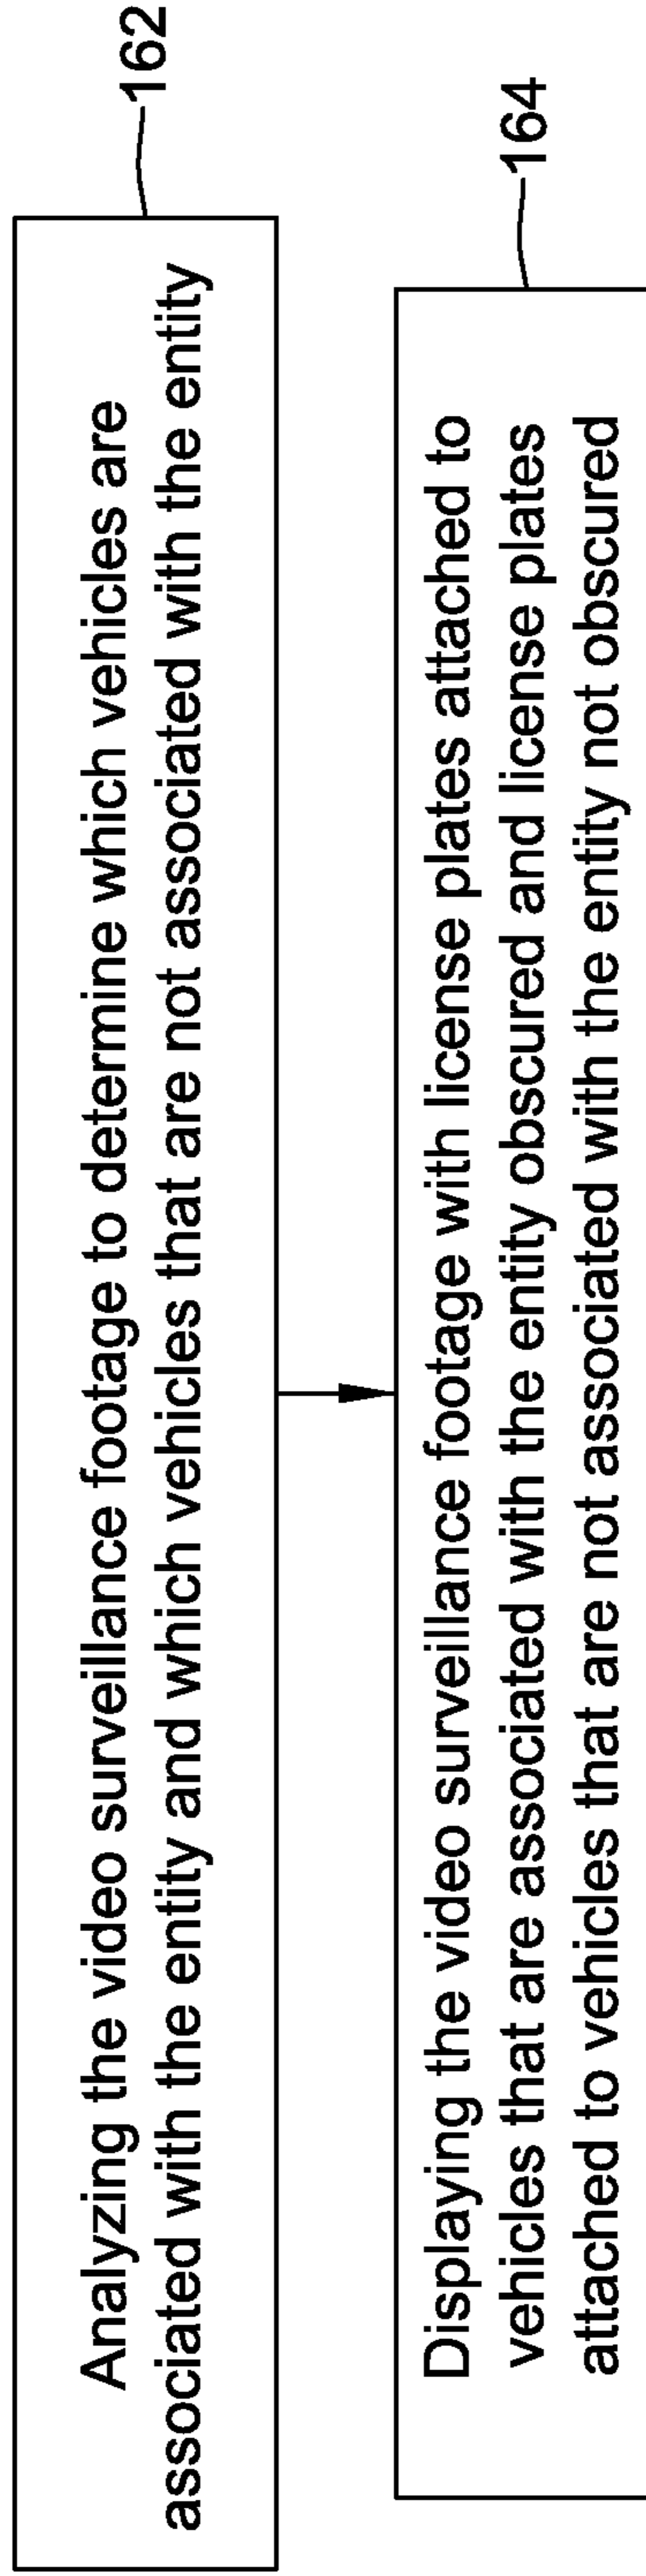 Analyzing the video surveillance footage to determine which vehicles are
associated with the entity and which vehicles that are not associated with the entity
162
Displaying the video surveillance footage with license plates attached to
vehicles that are associated with the entity obscured and license plates
attached to vehicles that are not associated with the entity not obscured
164